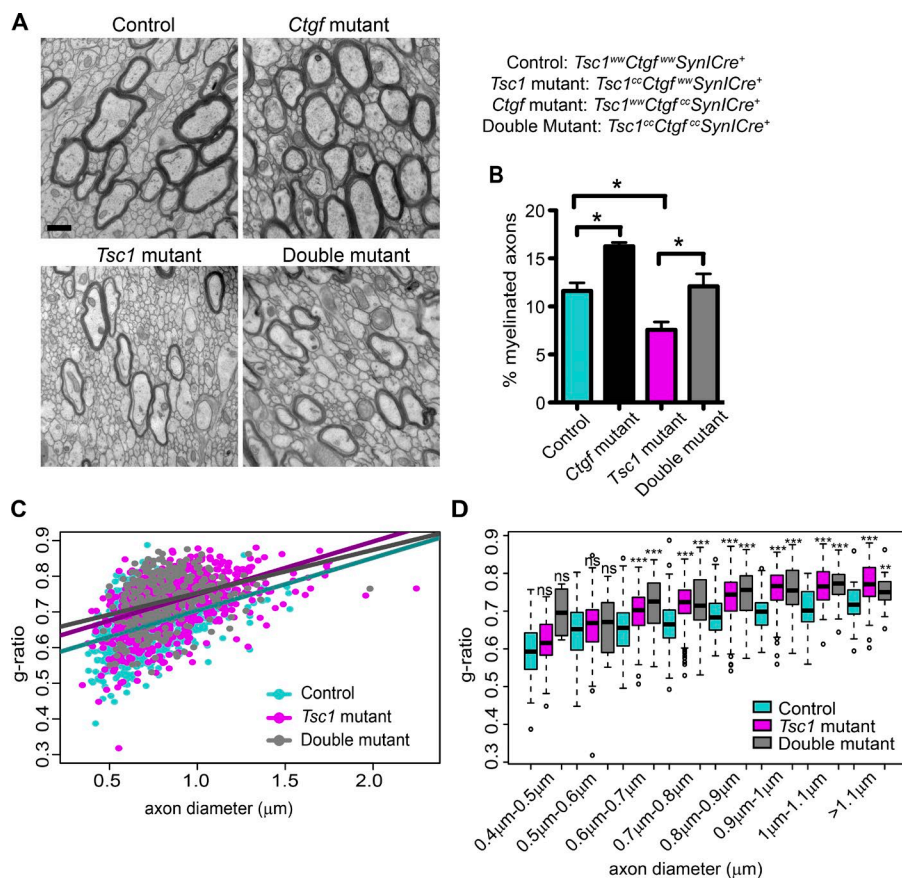 A
Control
Ctgf mutant
Tsc1 mutant
Double mutant
Control: Tsc1wwCtgfwwSynICre+
Tsc1 mutant: Tsc1ccCtgfwwSynICre+
Ctgf mutant: Tsc1wwCtgfccSynICre+
Double Mutant: Tsc1ccCtgfccSynICre+
B
% myelinated axons
20
15
10
5
0
*
*
*
Control
Ctgf mutant
Tsc1 mutant
Double mutant
C
g-ratio
0.9
0.8
0.7
0.6
0.5
0.4
0.3
Control
Tsc1 mutant
Double mutant
0.5
1.0
1.5
2.0
axon diameter (μm)
D
g-ratio
0.9
0.8
0.7
0.6
0.5
0.4
0.3
ns
ns
ns
ns
***
***
***
***
***
***
***
***
***
***
***
**
Control
Tsc1 mutant
Double mutant
0.4μm-0.5μm
0.5μm-0.6μm
0.6μm-0.7μm
0.7μm-0.8μm
0.8μm-0.9μm
0.9μm-1μm
1μm-1.1μm
>1.1μm
axon diameter (μm)